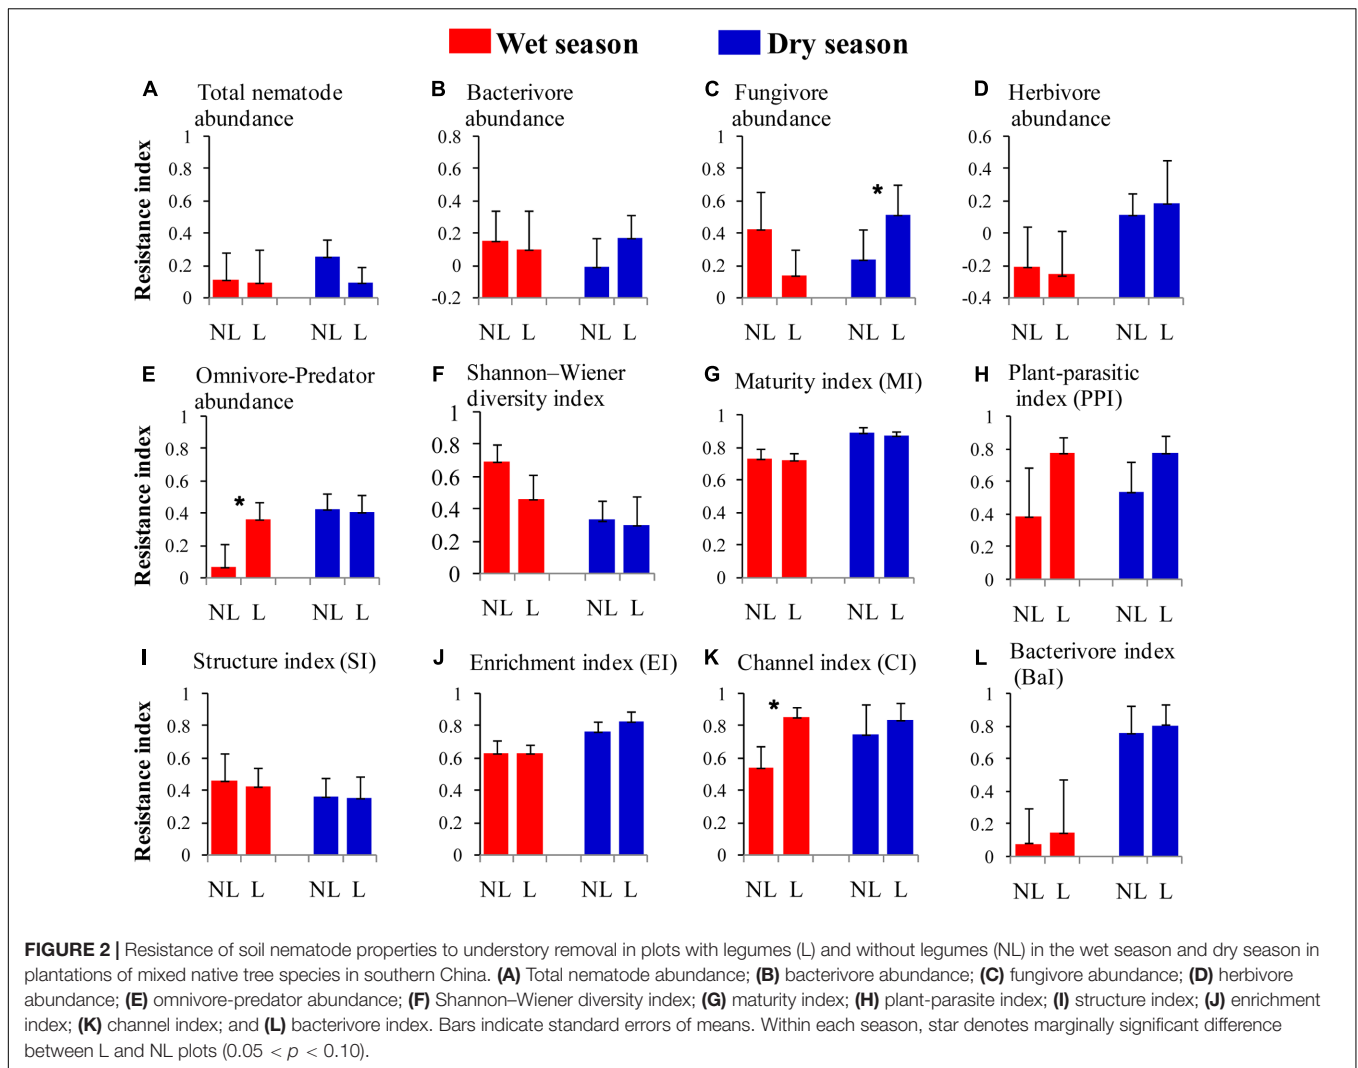 Wet season Dry season
A Total nematode abundance
Resistance index
1
0.8
0.6
0.4
0.2
0
NL L NL L
B Bacterivore abundance
0.8
0.6
0.4
0.2
0
-0.2
NL L NL L
C Fungivore abundance
1
0.8
0.6
0.4
0.2
0
*
NL L NL L
D Herbivore abundance
0.6
0.4
0.2
0
-0.2
-0.4
NL L NL L
E Omnivore-Predator abundance
Resistance index
1
0.8
0.6
0.4
0.2
0
*
NL L NL L
F Shannon–Wiener diversity index
1
0.8
0.6
0.4
0.2
0
NL L NL L
G Maturity index (MI)
1
0.8
0.6
0.4
0.2
0
NL L NL L
H Plant-parasitic index (PPI)
1
0.8
0.6
0.4
0.2
0
NL L NL L
I Structure index (SI)
Resistance index
1
0.8
0.6
0.4
0.2
0
NL L NL L
J Enrichment index (EI)
1
0.8
0.6
0.4
0.2
0
NL L NL L
K Channel index (CI)
1
0.8
0.6
0.4
0.2
0
*
NL L NL L
L Bacterivore index (BaI)
1
0.8
0.6
0.4
0.2
0
NL L NL L
FIGURE 2 | Resistance of soil nematode properties to understory removal in plots with legumes (L) and without legumes (NL) in the wet season and dry season in
plantations of mixed native tree species in southern China. (A) Total nematode abundance; (B) bacterivore abundance; (C) fungivore abundance; (D) herbivore
abundance; (E) omnivore-predator abundance; (F) Shannon–Wiener diversity index; (G) maturity index; (H) plant-parasite index; (I) structure index; (J) enrichment
index; (K) channel index; and (L) bacterivore index. Bars indicate standard errors of means. Within each season, star denotes marginally significant difference
between L and NL plots (0.05 < p < 0.10).